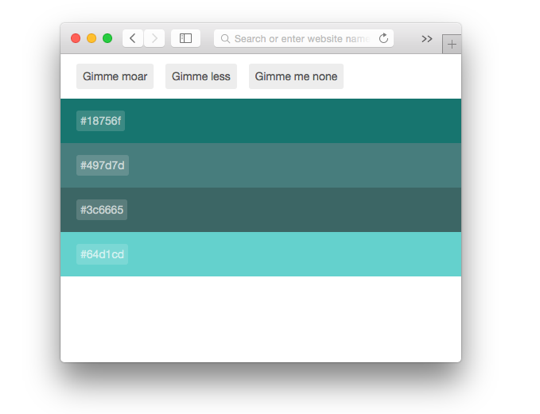 Search or enter website nam
Gimme moar Gimme less Gimme me none
#18756f
#497d7d
#3c6665
#64d1cd